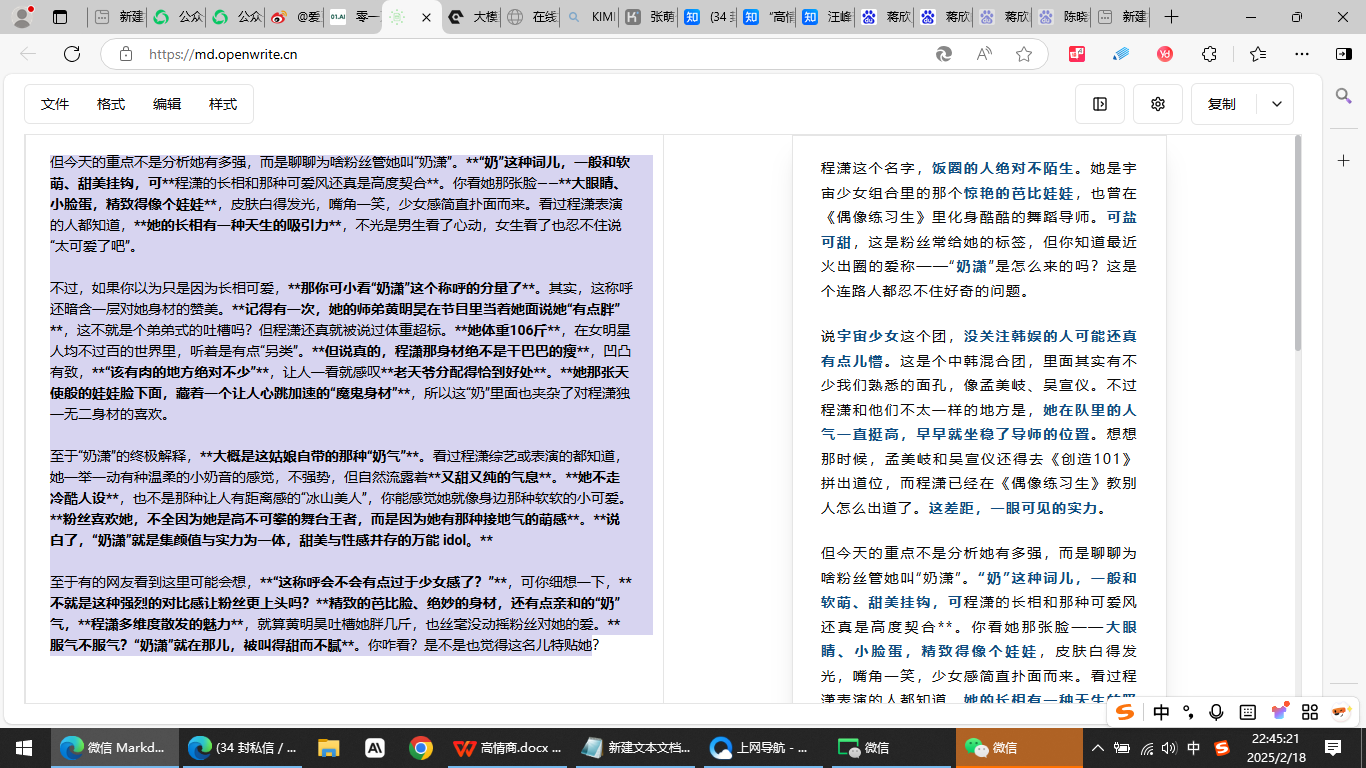 新建
公众
公众
@爱
01.AI 零一
大模
在线
KIMI
张萌
(34 封
"高情
汪峰
蒋欣
蒋欣
蒋欣
陈晓
新建
https://md.openwrite.cn
文件 格式 编辑 样式
复制
但今天的重点不是分析她有多强，而是聊聊为啥粉丝管她叫“奶潇”。**“奶”这种词儿，一般和软
萌、甜美挂钩，可**程潇的长相和那种可爱风还真是高度契合**。你看她那张脸——**大眼睛、
小脸蛋，精致得像个娃娃**，皮肤白得发光，嘴角一笑，少女感简直扑面而来。看过程潇表演
的人都知道，**她的长相有一种天生的吸引力**，不光是男生看了心动，女生看了也忍不住说
“太可爱了吧”。
不过，如果你以为只是因为长相可爱，**那你可小看“奶潇”这个称呼的分量了**。其实，这称呼
还暗含一层对她身材的赞美。**记得有一次，她的师弟黄明昊在节目里当着她面说她“有点胖”
**，这不就是个弟弟式的吐槽吗？但程潇还真就被说过体重超标。**她体重106斤**，在女明星
人均不过百的世界里，听着是有点“另类”。**但说真的，程潇那身材绝不是干巴巴的瘦**，凹凸
有致，**“该有肉的地方绝对不少”**，让人一看就感叹**老天爷分配得恰到好处**。**她那张天
使般的娃娃脸下面，藏着一个让人心跳加速的“魔鬼身材”**，所以这“奶”里面也夹杂了对程潇独
一无二身材的喜欢。
至于“奶潇”的终极解释，**大概是这姑娘自带的那种“奶气”**。看过程潇综艺或表演的都知道，
她一举一动有种温柔的小奶音的感觉，不强势，但自然流露着**又甜又纯的气息**。**她不走
冷酷人设**，也不是那种让人有距离感的“冰山美人”，你能感觉她就像身边那种软软的小可爱。
**粉丝喜欢她，不全因为她是高不可攀的舞台王者，而是因为她有那种接地气的萌感**。**说
白了，“奶潇”就是集颜值与实力为一体，甜美与性感并存的万能 idol。**
至于有的网友看到这里可能会想，**“这称呼会不会有点过于少女感了？”**，可你细想一下，**
不就是这种强烈的对比感让粉丝更上头吗？**精致的芭比脸、绝妙的身材，还有点亲和的“奶”
气，**程潇多维度散发的魅力**，就算黄明昊吐槽她胖几斤，也丝毫没动摇粉丝对她的爱。**
服气不服气？“奶潇”就在那儿，被叫得甜而不腻**。你咋看？是不是也觉得这名儿特贴她？
程潇这个名字，饭圈的人绝对不陌生。她是宇
宙少女组合里的那个惊艳的芭比娃娃，也曾在
《偶像练习生》里化身酷酷的舞蹈导师。可盐
可甜，这是粉丝常给她的标签，但你知道最近
火出圈的爱称——“奶潇”是怎么来的吗？这是
个连路人都忍不住好奇的问题。
说宇宙少女这个团，没关注韩娱的人可能还真
有点儿懵。这是个中韩混合团，里面其实有不
少我们熟悉的面孔，像孟美岐、吴宣仪。不过
程潇和他们不太一样的地方是，她在队里的人
气一直挺高，早早就坐稳了导师的位置。想想
那时候，孟美岐和吴宣仪还得去《创造101》
拼出道位，而程潇已经在《偶像练习生》教别
人怎么出道了。这差距，一眼可见的实力。
但今天的重点不是分析她有多强，而是聊聊为
啥粉丝管她叫“奶潇”。“奶”这种词儿，一般和
软萌、甜美挂钩，可程潇的长相和那种可爱风
还真是高度契合**。你看她那张脸——大眼
睛、小脸蛋，精致得像个娃娃，皮肤白得发
光，嘴角一笑，少女感简直扑面而来。看过程
潇表演的人都知道，她的长相有一种天生的吸
中
微信 Markd...
(34 封私信 / ...
高情商.docx ...
新建文本文档...
上网导航 - ...
微信
微信
中
22:45:21
2025/2/18